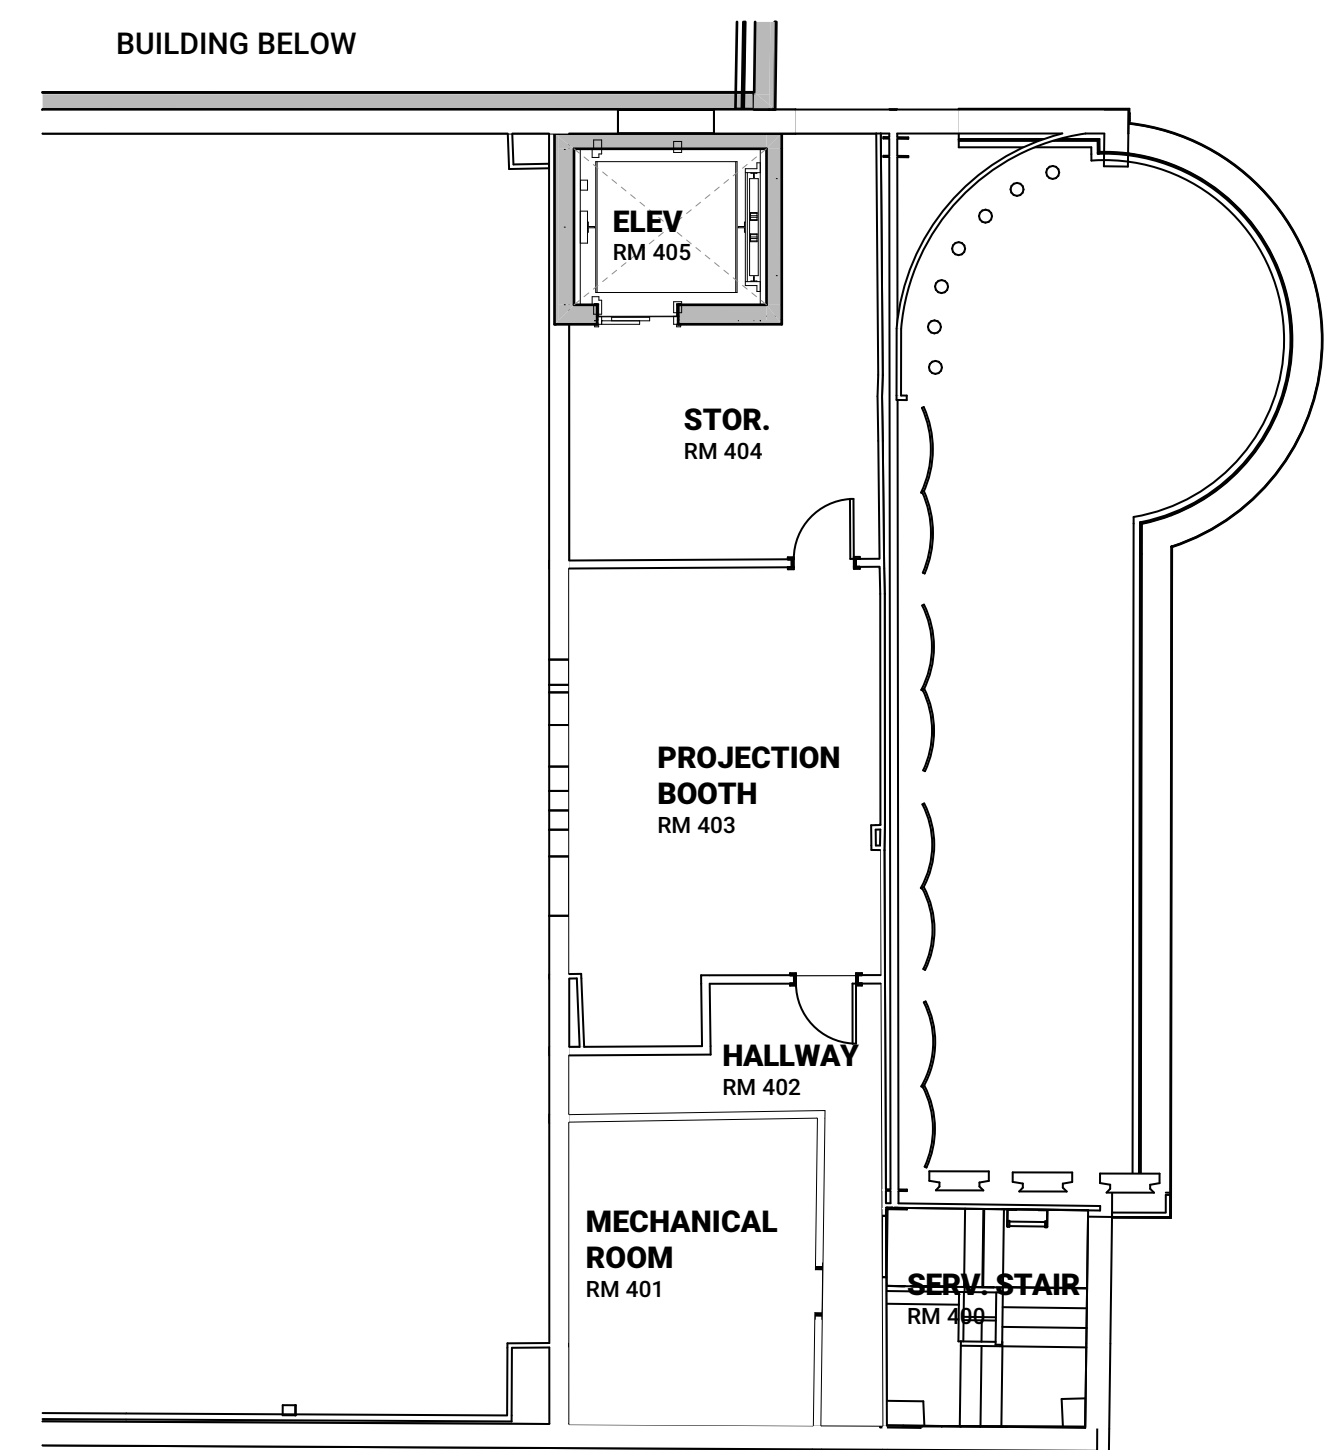 BUILDING BELOW
ELEV
RM 405
STOR.
RM 404
PROJECTION
BOOTH
RM 403
HALLWAY
RM 402
MECHANICAL
ROOM
RM 401
SERV. STAIR
RM 400